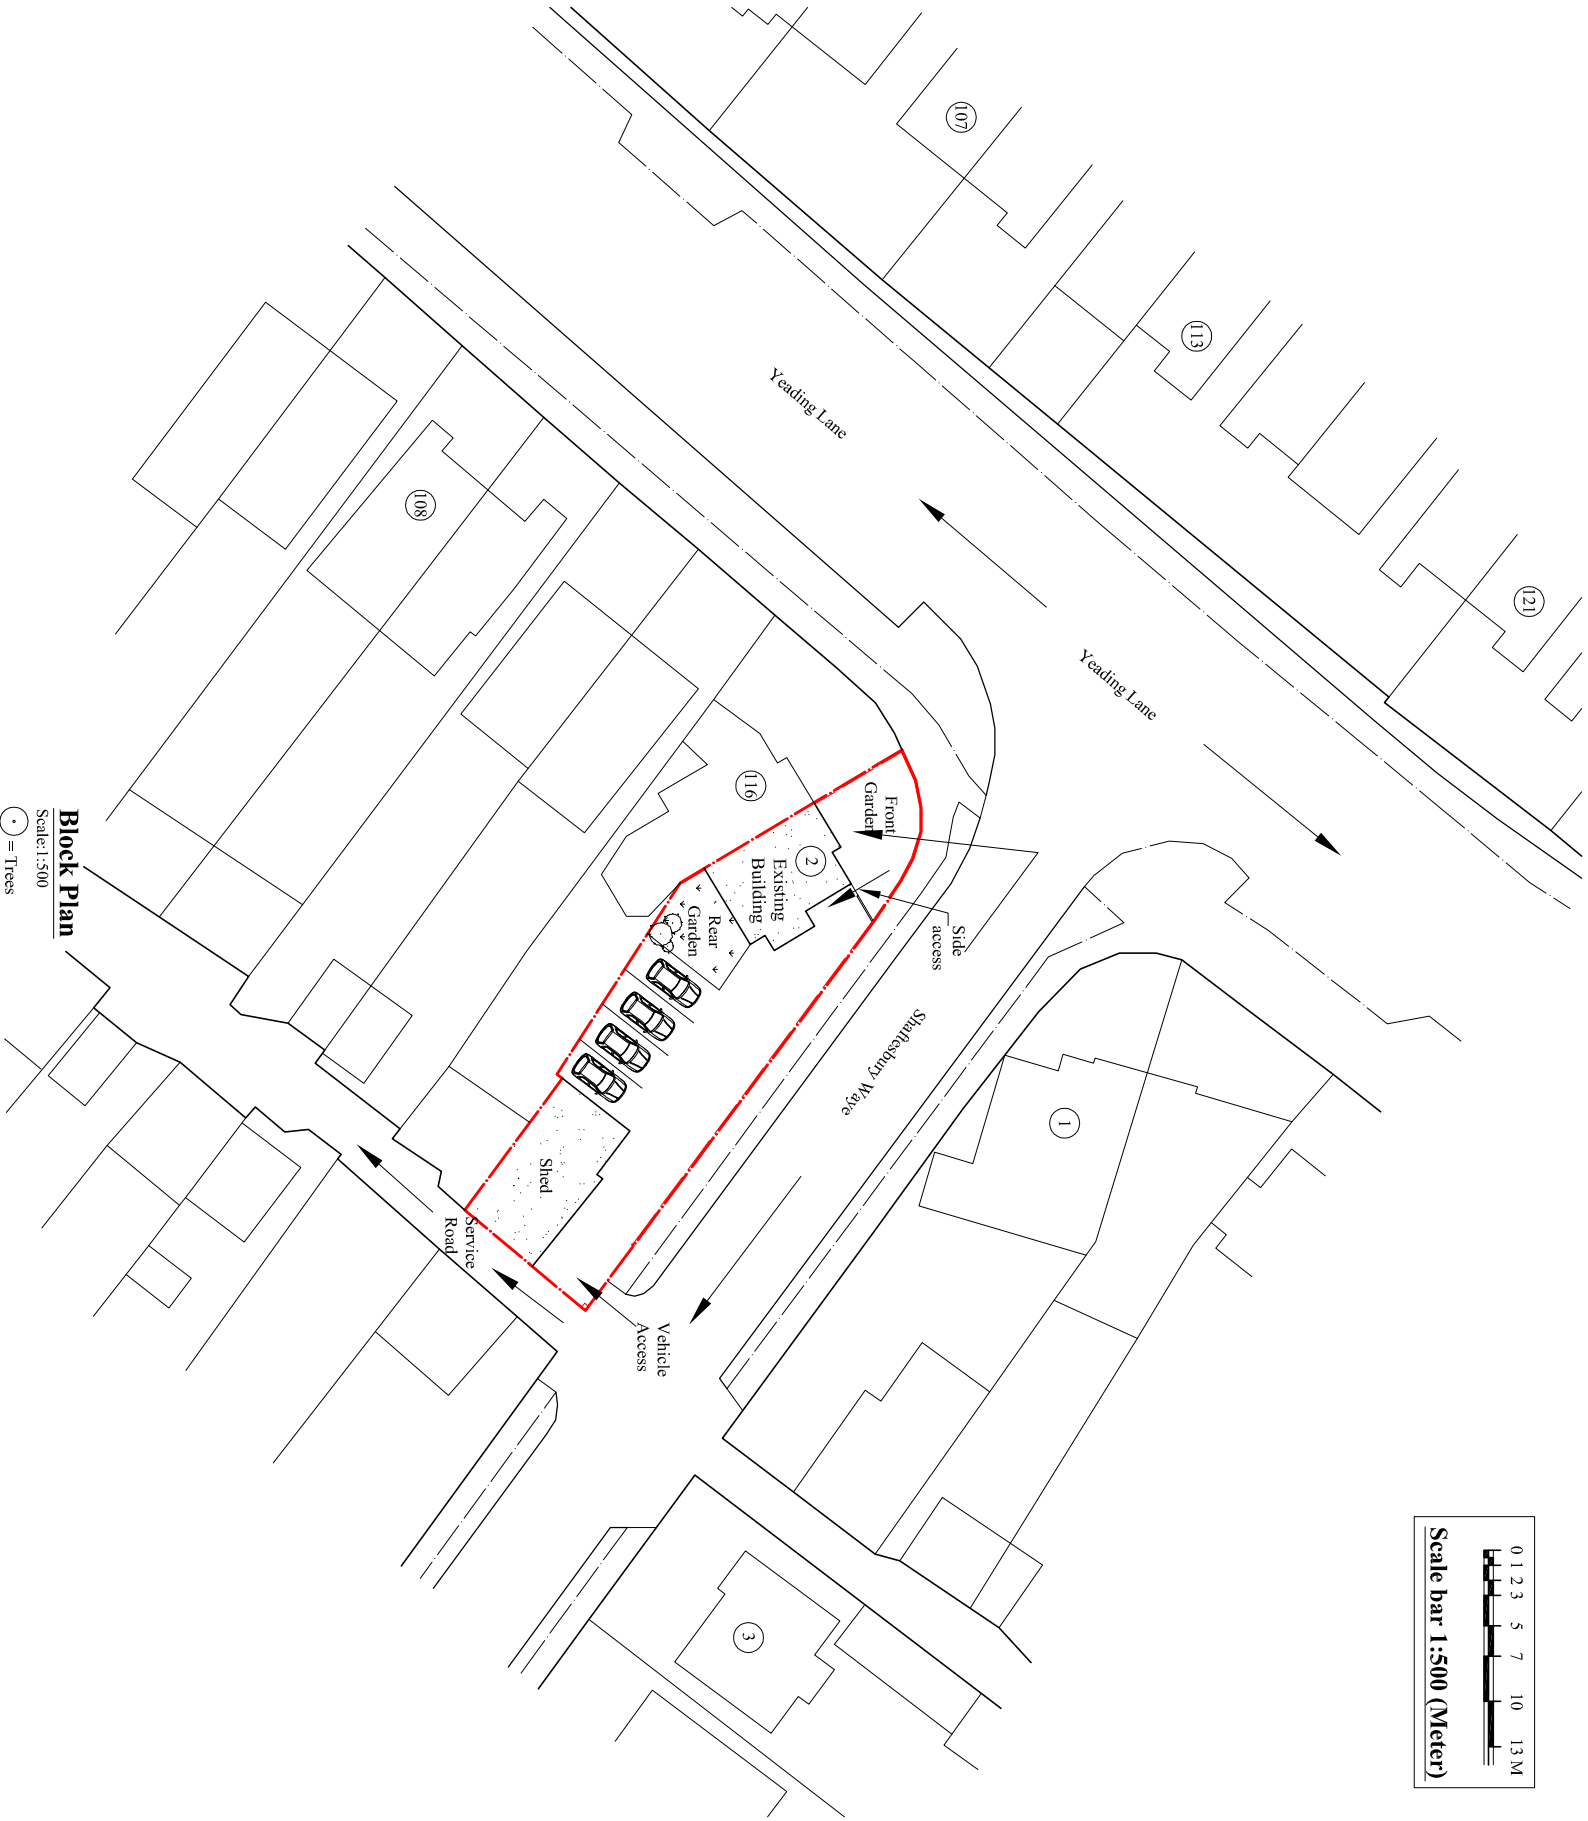 107
113
121
Yeading Lane
Yeading Lane
108
116
Front
Garden
2
Existing
Building
Rear
Garden
Side
access
Shaftesbury Waye
1
Shed
Service
Road
Vehicle
Access
3
Block Plan
Scale:1:500
= Trees
0 1 2 3 5 7 10 13 M
Scale bar 1:500 (Meter)